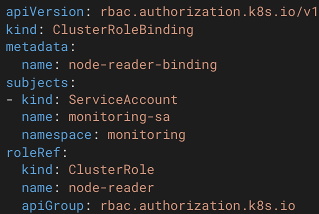 apiVersion: rbac.authorization.k8s.io/v1
kind: ClusterRoleBinding
metadata:
  name: node-reader-binding
subjects:
- kind: ServiceAccount
  name: monitoring-sa
  namespace: monitoring
roleRef:
  kind: ClusterRole
  name: node-reader
  apiGroup: rbac.authorization.k8s.io